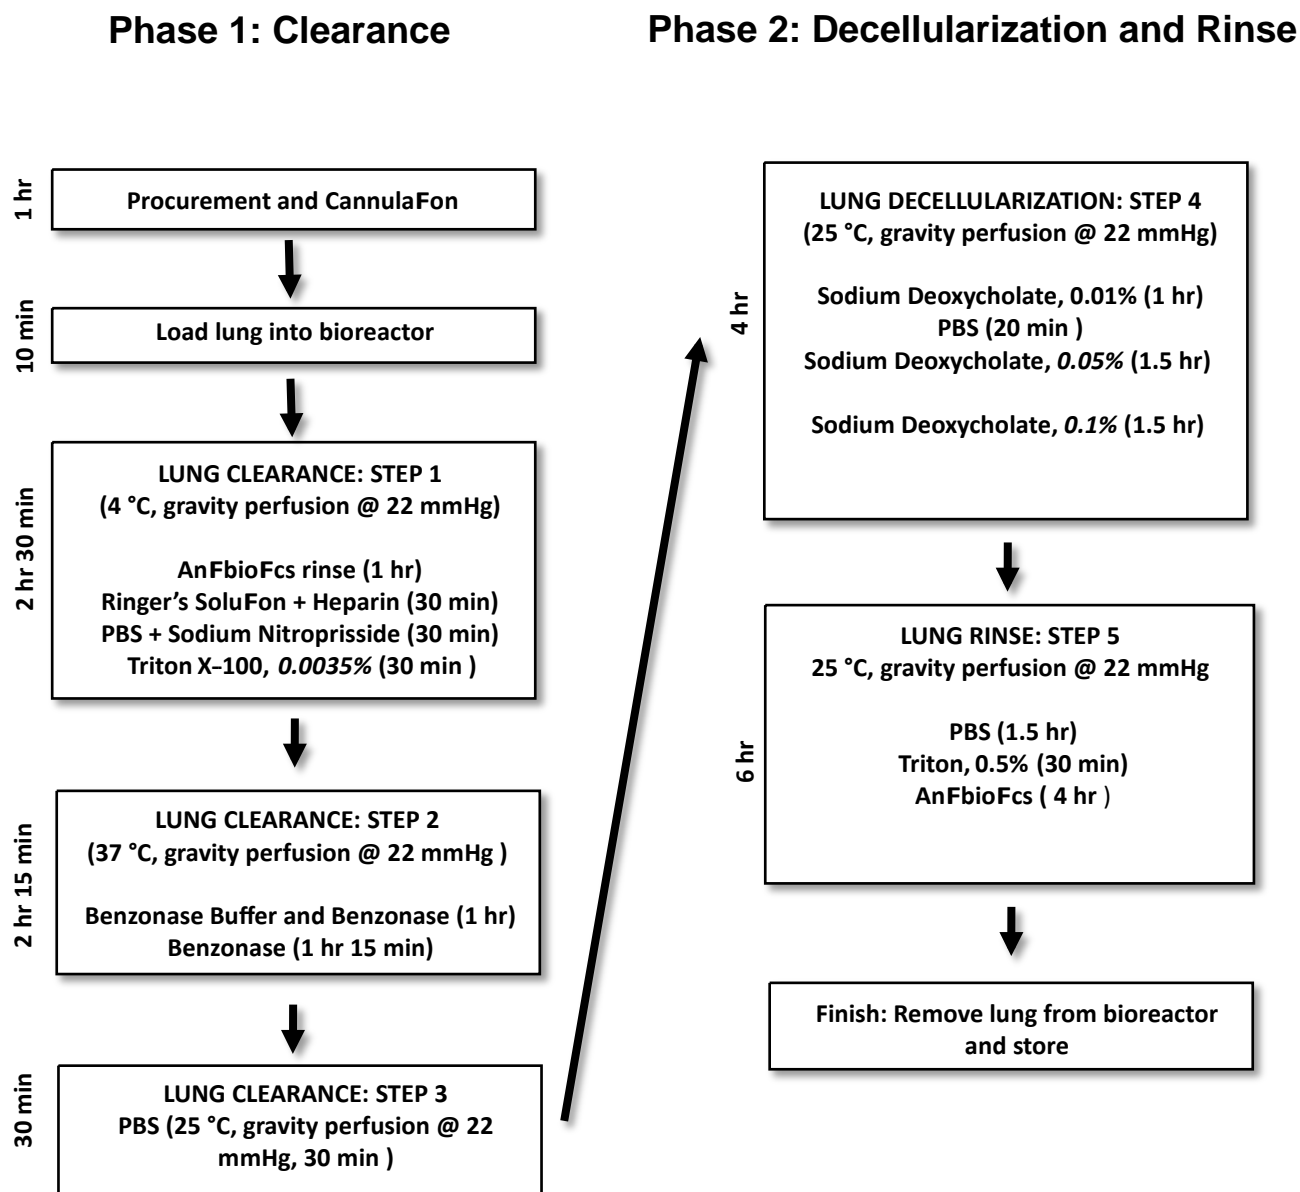 Phase 1: Clearance
1 hr
Procurement and CannulaFon
10 min
Load lung into bioreactor
2 hr 30 min
LUNG CLEARANCE: STEP 1
(4 °C, gravity perfusion @ 22 mmHg)
AnFbioFcs rinse (1 hr)
Ringer's SoluFon + Heparin (30 min)
PBS + Sodium Nitroprisside (30 min)
Triton X-100, 0.0035% (30 min )
2 hr 15 min
LUNG CLEARANCE: STEP 2
(37 °C, gravity perfusion @ 22 mmHg )
Benzonase Buffer and Benzonase (1 hr)
Benzonase (1 hr 15 min)
30 min
LUNG CLEARANCE: STEP 3
PBS (25 °C, gravity perfusion @ 22
mmHg, 30 min )
Phase 2: Decellularization and Rinse
4 hr
LUNG DECELLULARIZATION: STEP 4
(25 °C, gravity perfusion @ 22 mmHg)
Sodium Deoxycholate, 0.01% (1 hr)
PBS (20 min )
Sodium Deoxycholate, 0.05% (1.5 hr)
Sodium Deoxycholate, 0.1% (1.5 hr)
6 hr
LUNG RINSE: STEP 5
25 °C, gravity perfusion @ 22 mmHg
PBS (1.5 hr)
Triton, 0.5% (30 min)
AnFbioFcs ( 4 hr )
Finish: Remove lung from bioreactor
and store